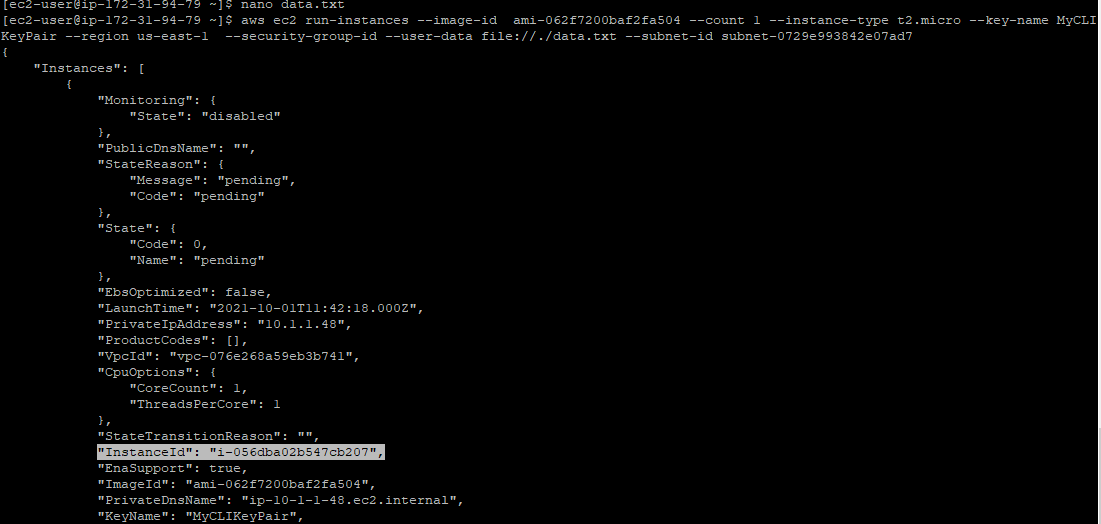 [ec2-user@ip-172-31-94-79 ~]$ nano data.txt
[ec2-user@ip-172-31-94-79 ~]$ aws ec2 run-instances --image-id  ami-062f7200baf2fa504 --count 1 --instance-type t2.micro --key-name MyCLI
KeyPair --region us-east-1  --security-group-id --user-data file://./data.txt --subnet-id subnet-0729e993842e07ad7
{
    "Instances": [
        {
            "Monitoring": {
                "State": "disabled"
            },
            "PublicDnsName": "",
            "StateReason": {
                "Message": "pending",
                "Code": "pending"
            },
            "State": {
                "Code": 0,
                "Name": "pending"
            },
            "EbsOptimized": false,
            "LaunchTime": "2021-10-01T11:42:18.000Z",
            "PrivateIpAddress": "10.1.1.48",
            "ProductCodes": [],
            "VpcId": "vpc-076e268a59eb3b741",
            "CpuOptions": {
                "CoreCount": 1,
                "ThreadsPerCore": 1
            },
            "StateTransitionReason": "",
            "InstanceId": "i-056dba02b547cb207",
            "EnaSupport": true,
            "ImageId": "ami-062f7200baf2fa504",
            "PrivateDnsName": "ip-10-1-1-48.ec2.internal",
            "KeyName": "MyCLIKeyPair",